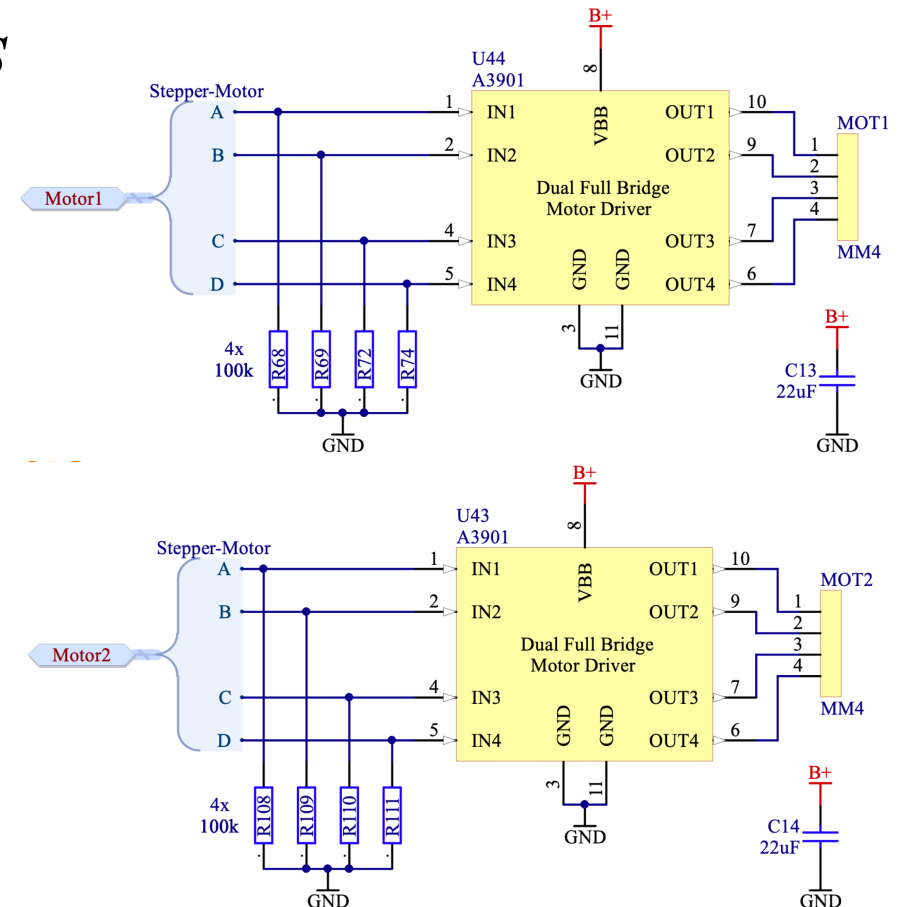 S
B+
8
U44
A3901
Stepper-Motor
A 1 IN1 VBB OUT1 10
MOT1
B 2 IN2 OUT2 9 1
2
Dual Full Bridge
Motor Driver
Motor1
3
4
C 4 IN3 OUT3 7
MM4
D 5 IN4 GND GND OUT4 6
3 11
GND
B+
4x
100k
R68 R69 R72 R74
C13
22uF
GND
GND
B+
8
U43
A3901
Stepper-Motor
A 1 IN1 VBB OUT1 10
MOT2
B 2 IN2 OUT2 9 1
2
Dual Full Bridge
Motor Driver
Motor2
3
4
C 4 IN3 OUT3 7
MM4
D 5 IN4 GND GND OUT4 6
3 11
GND
B+
4x
100k
R108 R109 R110 R111
C14
22uF
GND
GND